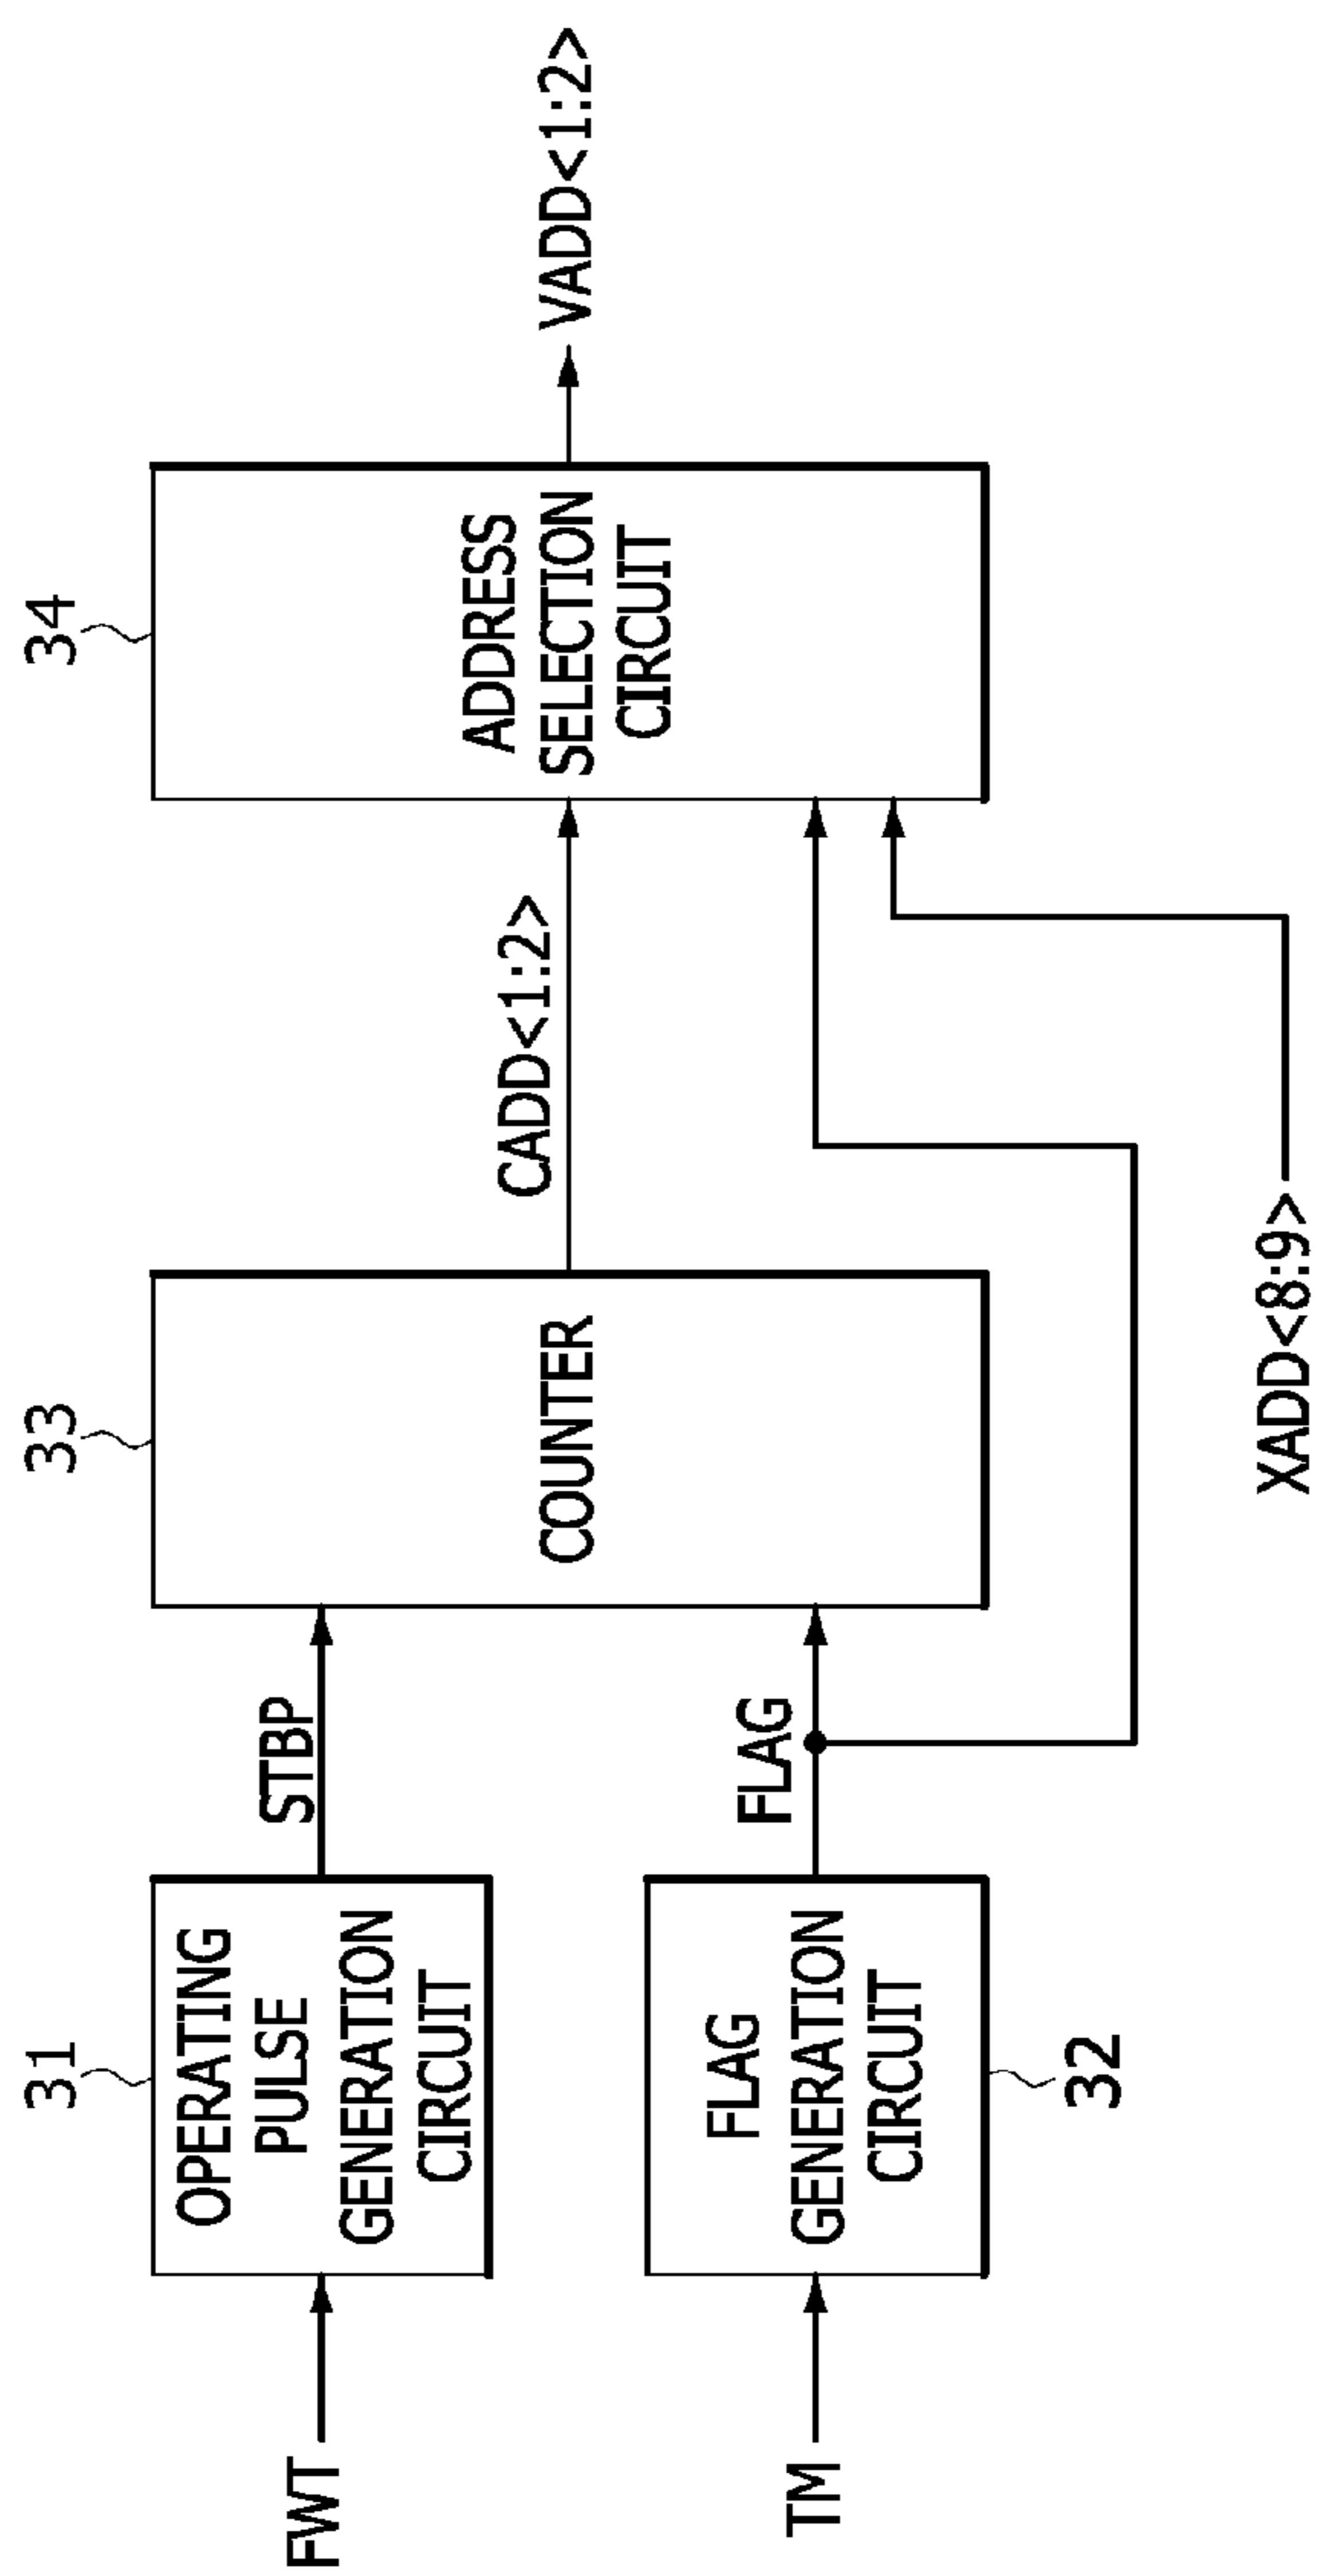 31
33
34
FWT
OPERATING
PULSE
GENERATION
CIRCUIT
STBP
COUNTER
CADD<1:2>
ADDRESS
SELECTION
CIRCUIT
VADD<1:2>
TM
FLAG
GENERATION
CIRCUIT
FLAG
32
XADD<8:9>